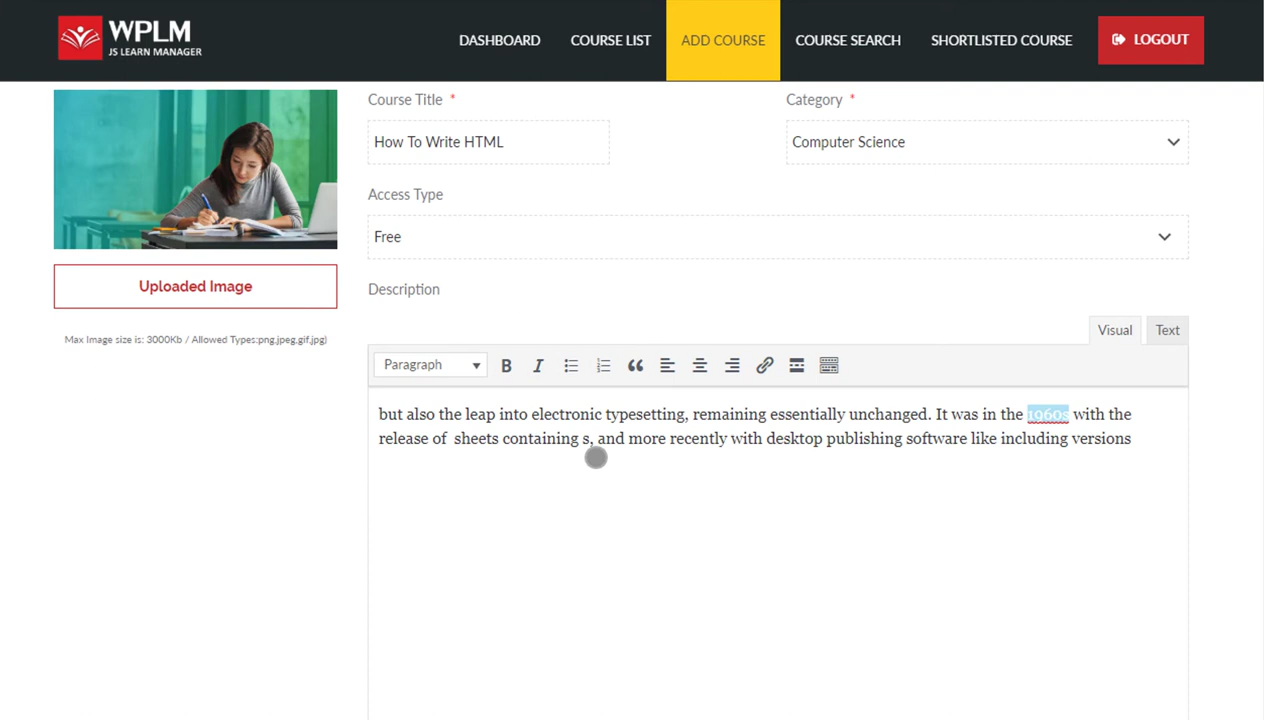 WPLM
JS LEARN MANAGER
DASHBOARD
COURSE LIST
ADD COURSE
COURSE SEARCH
SHORTLISTED COURSE
LOGOUT
Course Title *
Category *
How To Write HTML
Computer Science
Access Type
Free
Uploaded Image
Description
Max Image size is: 3000Kb / Allowed Types:png,jpeg,gif,jpg)
Visual
Text
Paragraph
B I
but also the leap into electronic typesetting, remaining essentially unchanged. It was in the 1960s with the
release of sheets containing s, and more recently with desktop publishing software like including versions